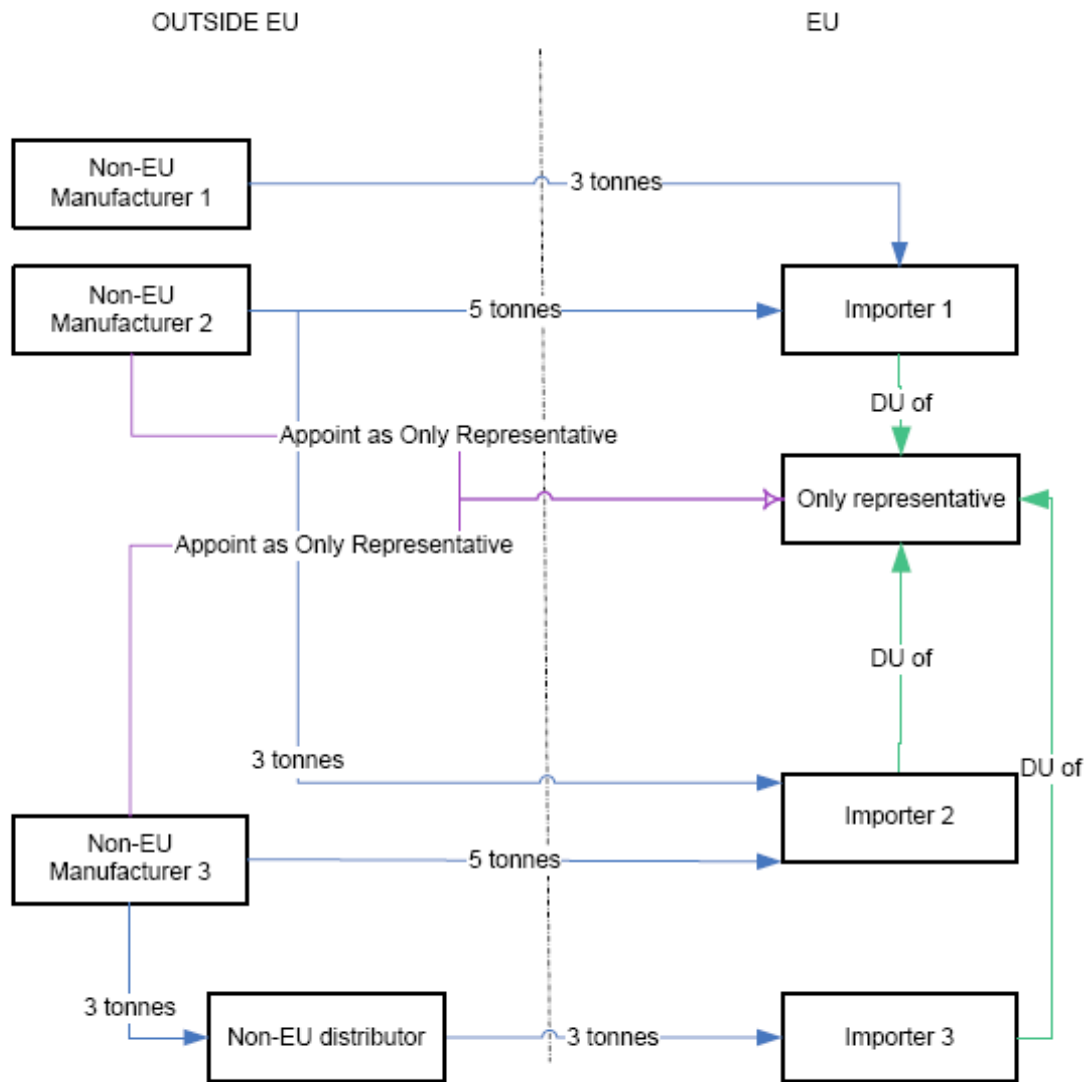 OUTSIDE EU
EU
Non-EU
Manufacturer 1
3 tonnes
Non-EU
Manufacturer 2
5 tonnes
Importer 1
DU of
Appoint as Only Representative
Only representative
Appoint as Only Representative
DU of
3 tonnes
DU of
Importer 2
Non-EU
Manufacturer 3
5 tonnes
3 tonnes
Non-EU distributor
3 tonnes
Importer 3